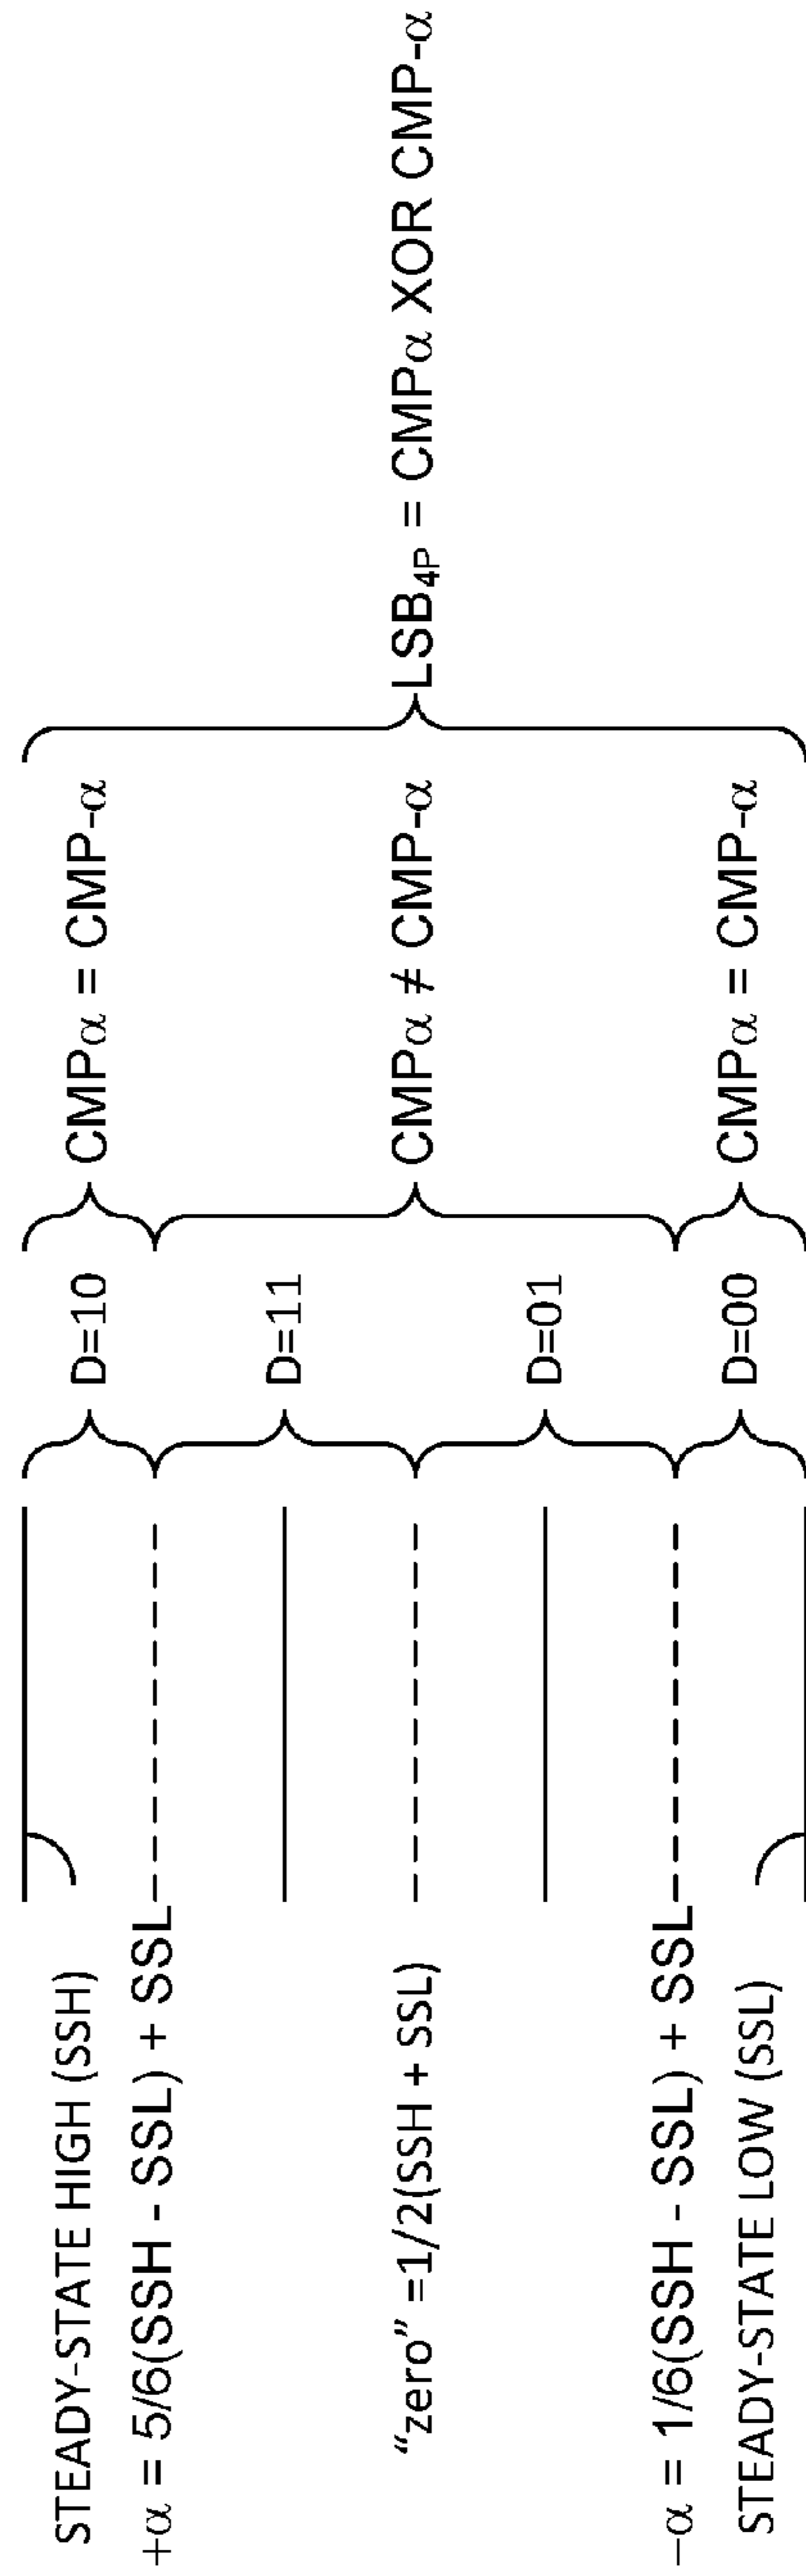 STEADY-STATE HIGH (SSH)
+α = 5/6(SSH - SSL) + SSL
"zero" =1/2(SSH + SSL)
−α = 1/6(SSH - SSL) + SSL
STEADY-STATE LOW (SSL)
D=10
D=11
D=01
D=00
CMPα = CMP-α
CMPα ≠ CMP-α
CMPα = CMP-α
LSB4P = CMPα XOR CMP-α